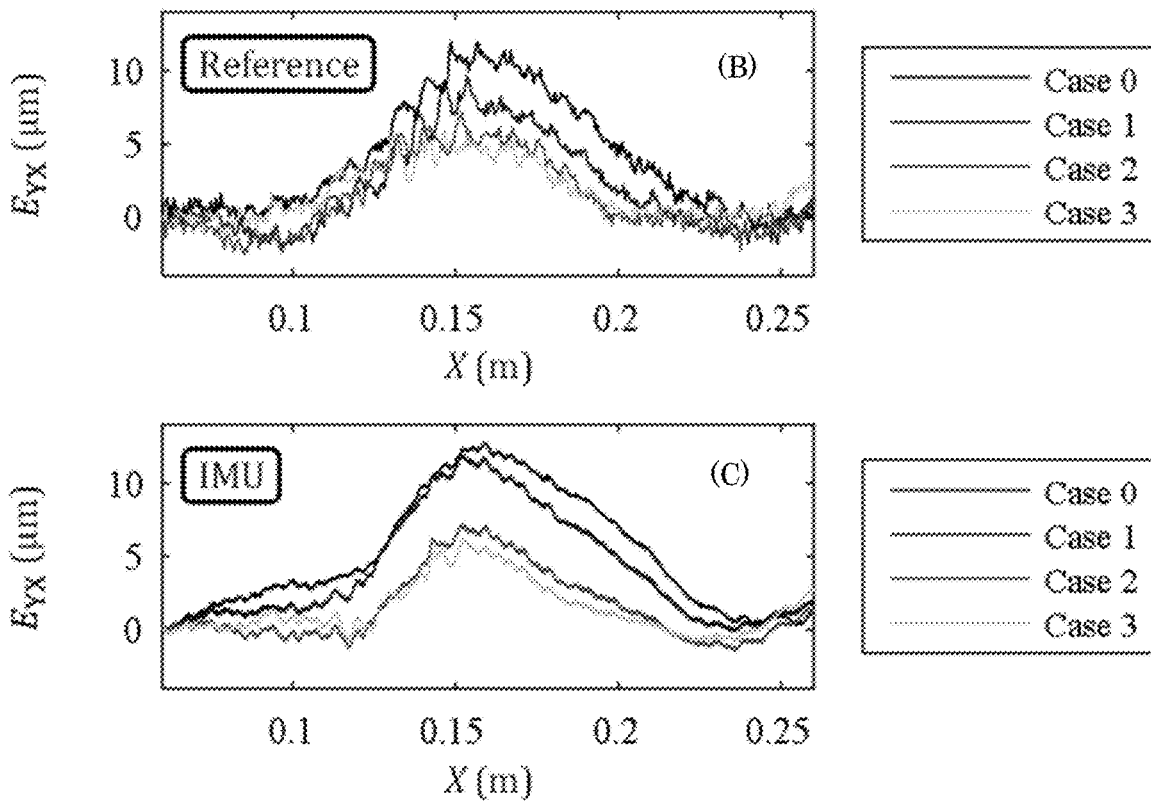 Reference
(B)
10
5
0
E_YX (μm)
0.1 0.15 0.2 0.25
X (m)
Case 0
Case 1
Case 2
Case 3
IMU
(C)
10
5
0
E_YX (μm)
0.1 0.15 0.2 0.25
X (m)
Case 0
Case 1
Case 2
Case 3